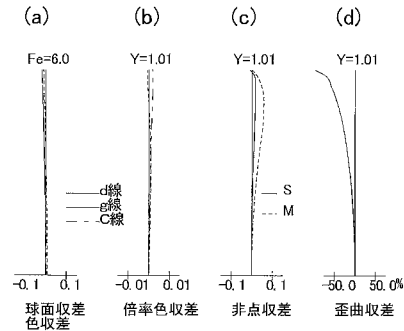 (a) (b) (c) (d)
Fe=6.0 Y=1.01 Y=1.01 Y=1.01
d線
g線
C線
S
M
-0.1 0.1 -0.01 0.01 -0.1 0.1 -50.0 50.0%
球面収差 倍率色収差 非点収差 歪曲収差
色収差